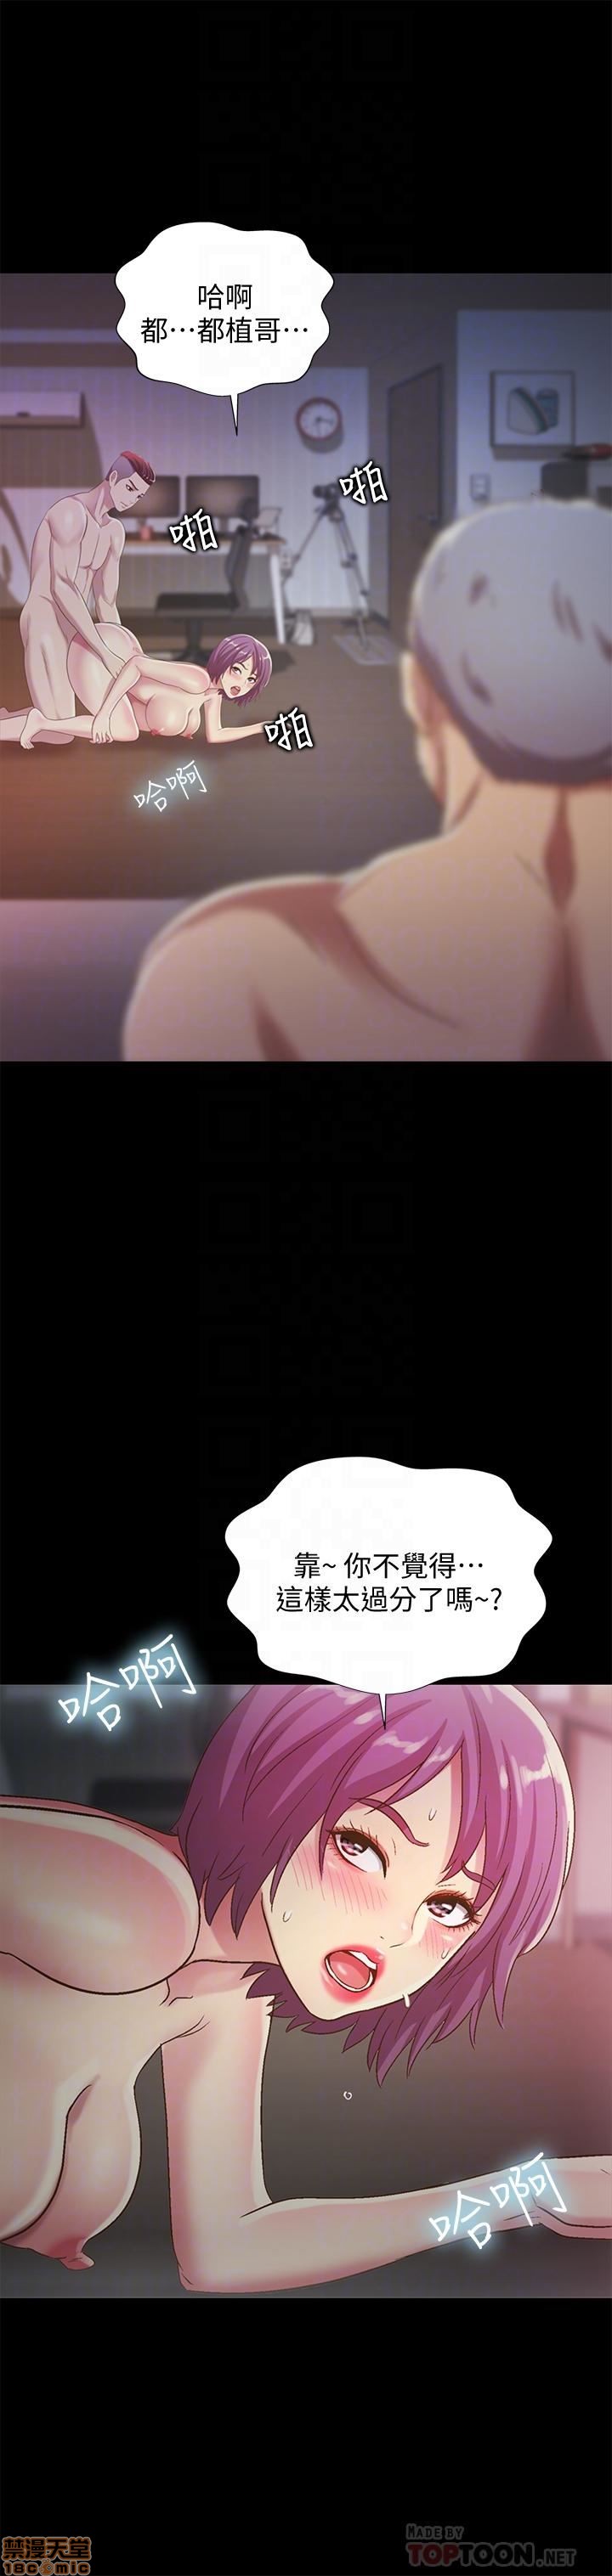 哈啊
都⋯都植哥⋯
啪
啪
啪
哈啊
靠~ 你不覺得⋯
這樣太過分了嗎~?
哈啊
哈啊
禁漫天堂
18comic
MADE BY
TOPTOON.NET